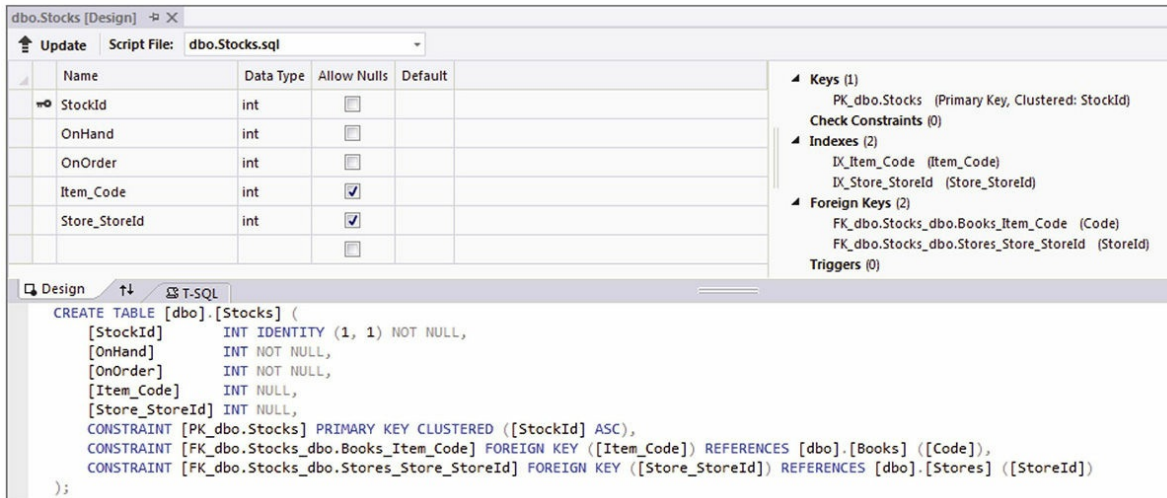 dbo.Stocks [Design]
Update Script File: dbo.Stocks.sql
Name Data Type Allow Nulls Default
StockId int
OnHand int
OnOrder int
Item_Code int
Store_StoreId int
Keys (1)
PK_dbo.Stocks (Primary Key, Clustered: StockId)
Check Constraints (0)
Indexes (2)
IX_Item_Code (Item_Code)
IX_Store_StoreId (Store_StoreId)
Foreign Keys (2)
FK_dbo.Stocks_dbo.Books_Item_Code (Code)
FK_dbo.Stocks_dbo.Stores_Store_StoreId (StoreId)
Triggers (0)
Design T-SQL
CREATE TABLE [dbo].[Stocks] (
[StockId] INT IDENTITY (1, 1) NOT NULL,
[OnHand] INT NOT NULL,
[OnOrder] INT NOT NULL,
[Item_Code] INT NULL,
[Store_StoreId] INT NULL,
CONSTRAINT [PK_dbo.Stocks] PRIMARY KEY CLUSTERED ([StockId] ASC),
CONSTRAINT [FK_dbo.Stocks_dbo.Books_Item_Code] FOREIGN KEY ([Item_Code]) REFERENCES [dbo].[Books] ([Code]),
CONSTRAINT [FK_dbo.Stocks_dbo.Stores_Store_StoreId] FOREIGN KEY ([Store_StoreId]) REFERENCES [dbo].[Stores] ([StoreId])
);